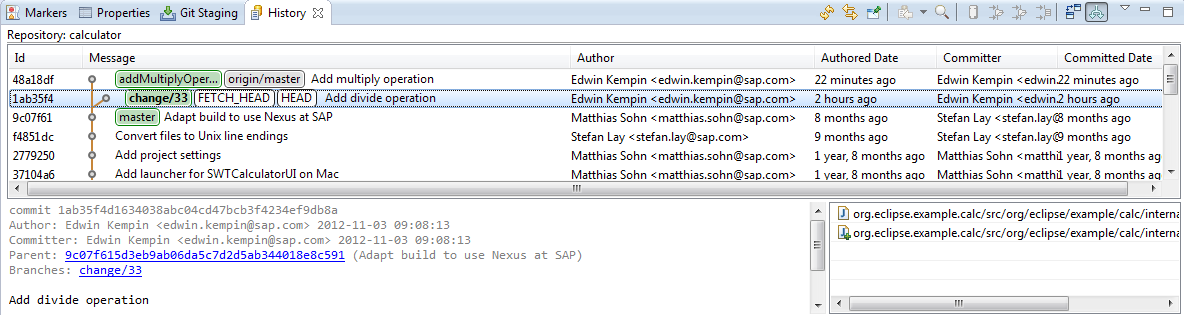 Markers Properties Git Staging History
Repository: calculator
Id Message Author Authored Date Committer Committed Date
48a18df addMultiplyOper... origin/master Add multiply operation Edwin Kempin <edwin.kempin@sap.com> 22 minutes ago Edwin Kempin <edwin. 22 minutes ago
1ab35f4 change/33 FETCH_HEAD HEAD Add divide operation Edwin Kempin <edwin.kempin@sap.com> 2 hours ago Edwin Kempin <edwin. 2 hours ago
9c07f61 master Adapt build to use Nexus at SAP Matthias Sohn <matthias.sohn@sap.com> 8 months ago Stefan Lay <stefan.lay@ 8 months ago
f4851dc Convert files to Unix line endings Stefan Lay <stefan.lay@sap.com> 9 months ago Stefan Lay <stefan.lay@ 9 months ago
2779250 Add project settings Matthias Sohn <matthias.sohn@sap.com> 1 year, 8 months ago Matthias Sohn <matthi 1 year, 8 months ago
37104a6 Add launcher for SWTCalculatorUI on Mac Matthias Sohn <matthias.sohn@sap.com> 1 year, 8 months ago Matthias Sohn <matthi 1 year, 8 months ago
commit 1ab35f4d1634038abc04cd47bcb3f4234ef9db8a
Author: Edwin Kempin <edwin.kempin@sap.com> 2012-11-03 09:08:13
Committer: Edwin Kempin <edwin.kempin@sap.com> 2012-11-03 09:08:13
Parent: 9c07f615d3eb9ab06da5c7d2d5ab344018e8c591 (Adapt build to use Nexus at SAP)
Branches: change/33
Add divide operation
org.eclipse.example.calc/src/org/eclipse/example/calc/interna
org.eclipse.example.calc/src/org/eclipse/example/calc/interna